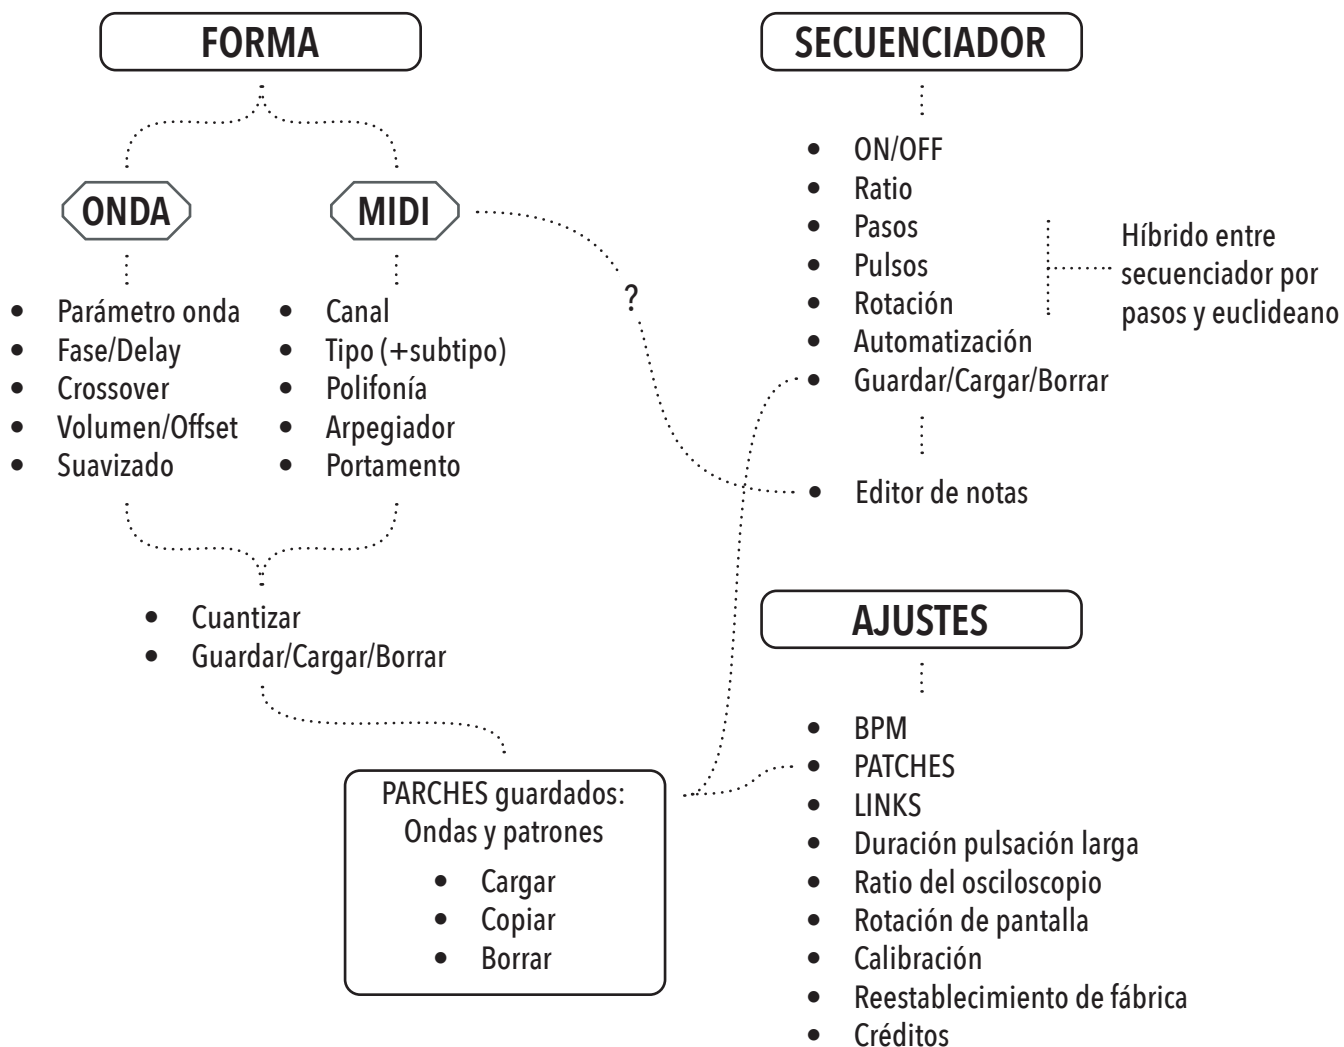 FORMA
ONDA
MIDI
• Parámetro onda
• Fase/Delay
• Crossover
• Volumen/Offset
• Suavizado
• Canal
• Tipo (+subtipo)
• Polifonía
• Arpegiador
• Portamento
• Cuantizar
• Guardar/Cargar/Borrar
PARCHES guardados:
Ondas y patrones
• Cargar
• Copiar
• Borrar
?
SECUENCIADOR
• ON/OFF
• Ratio
• Pasos
• Pulsos
• Rotación
• Automatización
• Guardar/Cargar/Borrar
Híbrido entre
secuenciador por
pasos y euclideano
• Editor de notas
AJUSTES
• BPM
• PATCHES
• LINKS
• Duración pulsación larga
• Ratio del osciloscopio
• Rotación de pantalla
• Calibración
• Reestablecimiento de fábrica
• Créditos